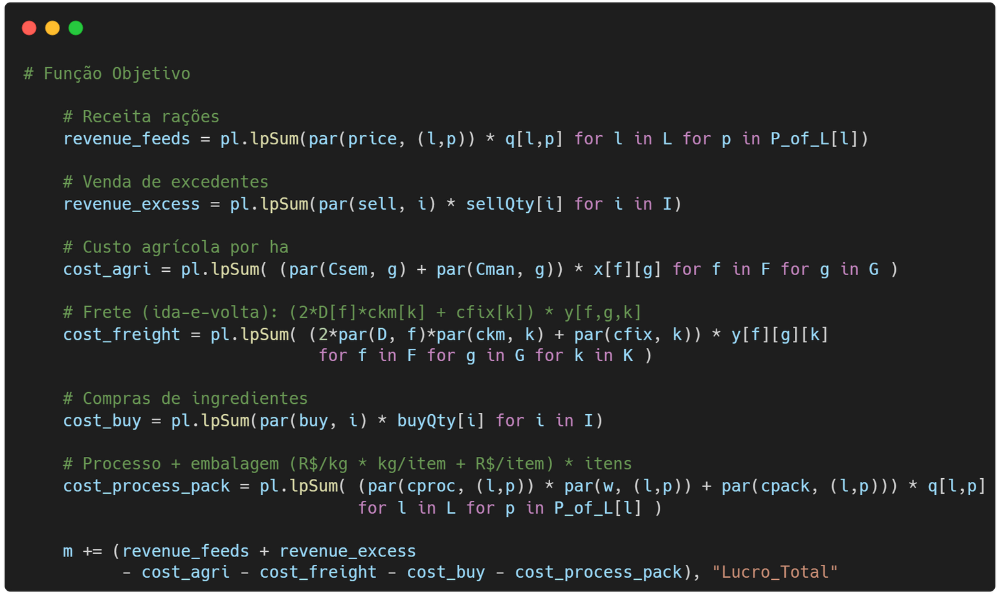 # Função Objetivo
# Receita rações
revenue_feeds = pl.lpSum(par(price, (l,p)) * q[l,p] for l in L for p in P_of_L[l])
# Venda de excedentes
revenue_excess = pl.lpSum(par(sell, i) * sellQty[i] for i in I)
# Custo agrícola por ha
cost_agri = pl.lpSum( (par(Csem, g) + par(Cman, g)) * x[f][g] for f in F for g in G )
# Frete (ida-e-volta): (2*D[f]*ckm[k] + cfix[k]) * y[f,g,k]
cost_freight = pl.lpSum( (2*par(D, f)*par(ckm, k) + par(cfix, k)) * y[f][g][k]
for f in F for g in G for k in K )
# Compras de ingredientes
cost_buy = pl.lpSum(par(buy, i) * buyQty[i] for i in I)
# Processo + embalagem (R$/kg * kg/item + R$/item) * itens
cost_process_pack = pl.lpSum( (par(cproc, (l,p)) * par(w, (l,p)) + par(cpack, (l,p))) * q[l,p]
for l in L for p in P_of_L[l] )
m += (revenue_feeds + revenue_excess
- cost_agri - cost_freight - cost_buy - cost_process_pack), "Lucro_Total"